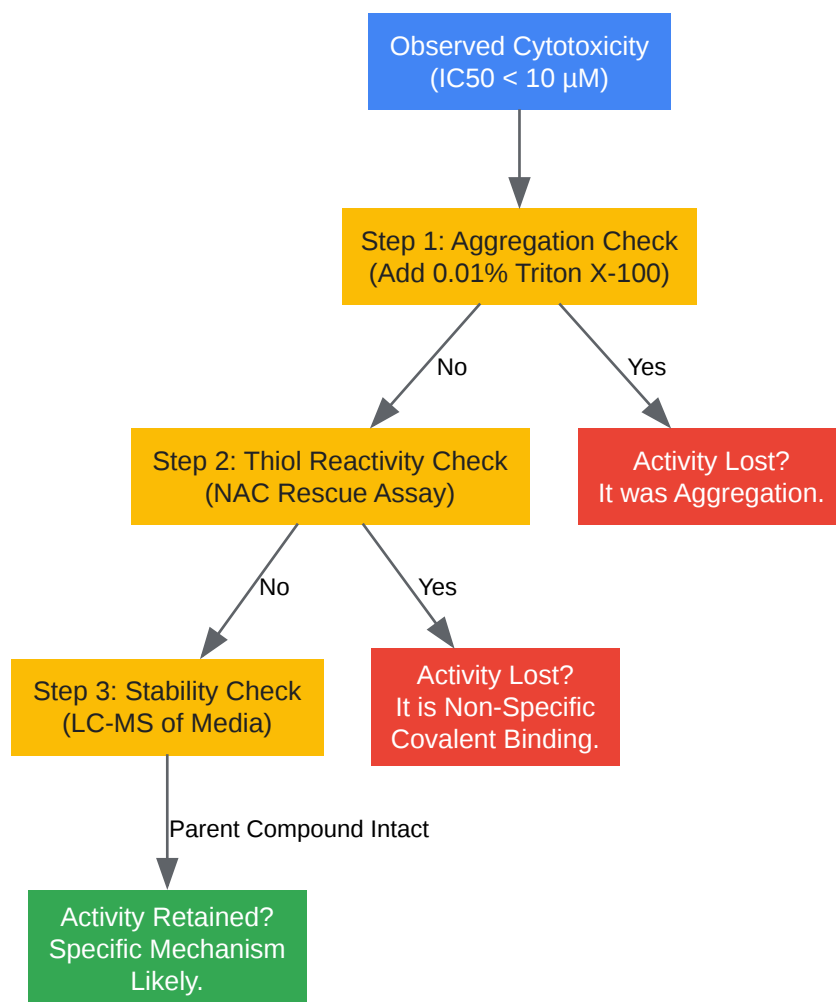 Observed Cytotoxicity
(IC50 < 10 µM)
Step 1: Aggregation Check
(Add 0.01% Triton X-100)
No
Yes
Step 2: Thiol Reactivity Check
(NAC Rescue Assay)
Activity Lost?
It was Aggregation.
No
Yes
Step 3: Stability Check
(LC-MS of Media)
Activity Lost?
It is Non-Specific
Covalent Binding.
Parent Compound Intact
Activity Retained?
Specific Mechanism
Likely.